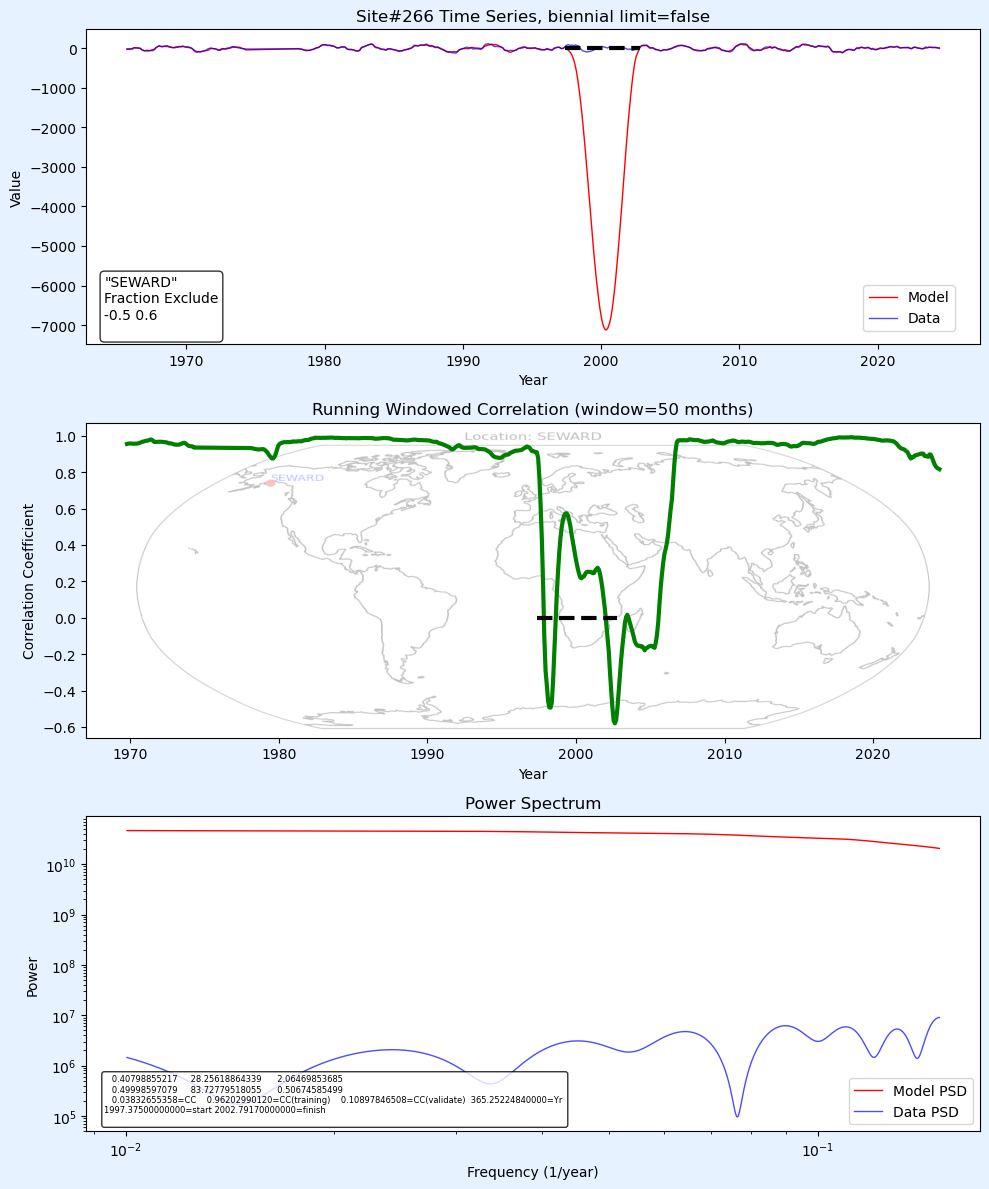 Site#266 Time Series, biennial limit=false
0
−1000
−2000
−3000
−4000
−5000
−6000
−7000
Value
"SEWARD"
Fraction Exclude
-0.5 0.6
Model
Data
1970 1980 1990 2000 2010 2020
Year
Running Windowed Correlation (window=50 months)
Location: SEWARD
SEWARD
1.0
0.8
0.6
0.4
0.2
0.0
−0.2
−0.4
−0.6
Correlation Coefficient
1970 1980 1990 2000 2010 2020
Year
Power Spectrum
10¹⁰
10⁹
10⁸
10⁷
10⁶
10⁵
Power
0.40798855217 28.25618864339 2.06469853685
0.49998597079 83.72779518055 0.50674585499
0.03832655358=CC 0.96202990120=CC(training) 0.10897846508=CC(validate) 365.25224840000=Yr
1997.37500000000=start 2002.79170000000=finish
Model PSD
Data PSD
10⁻² 10⁻¹
Frequency (1/year)